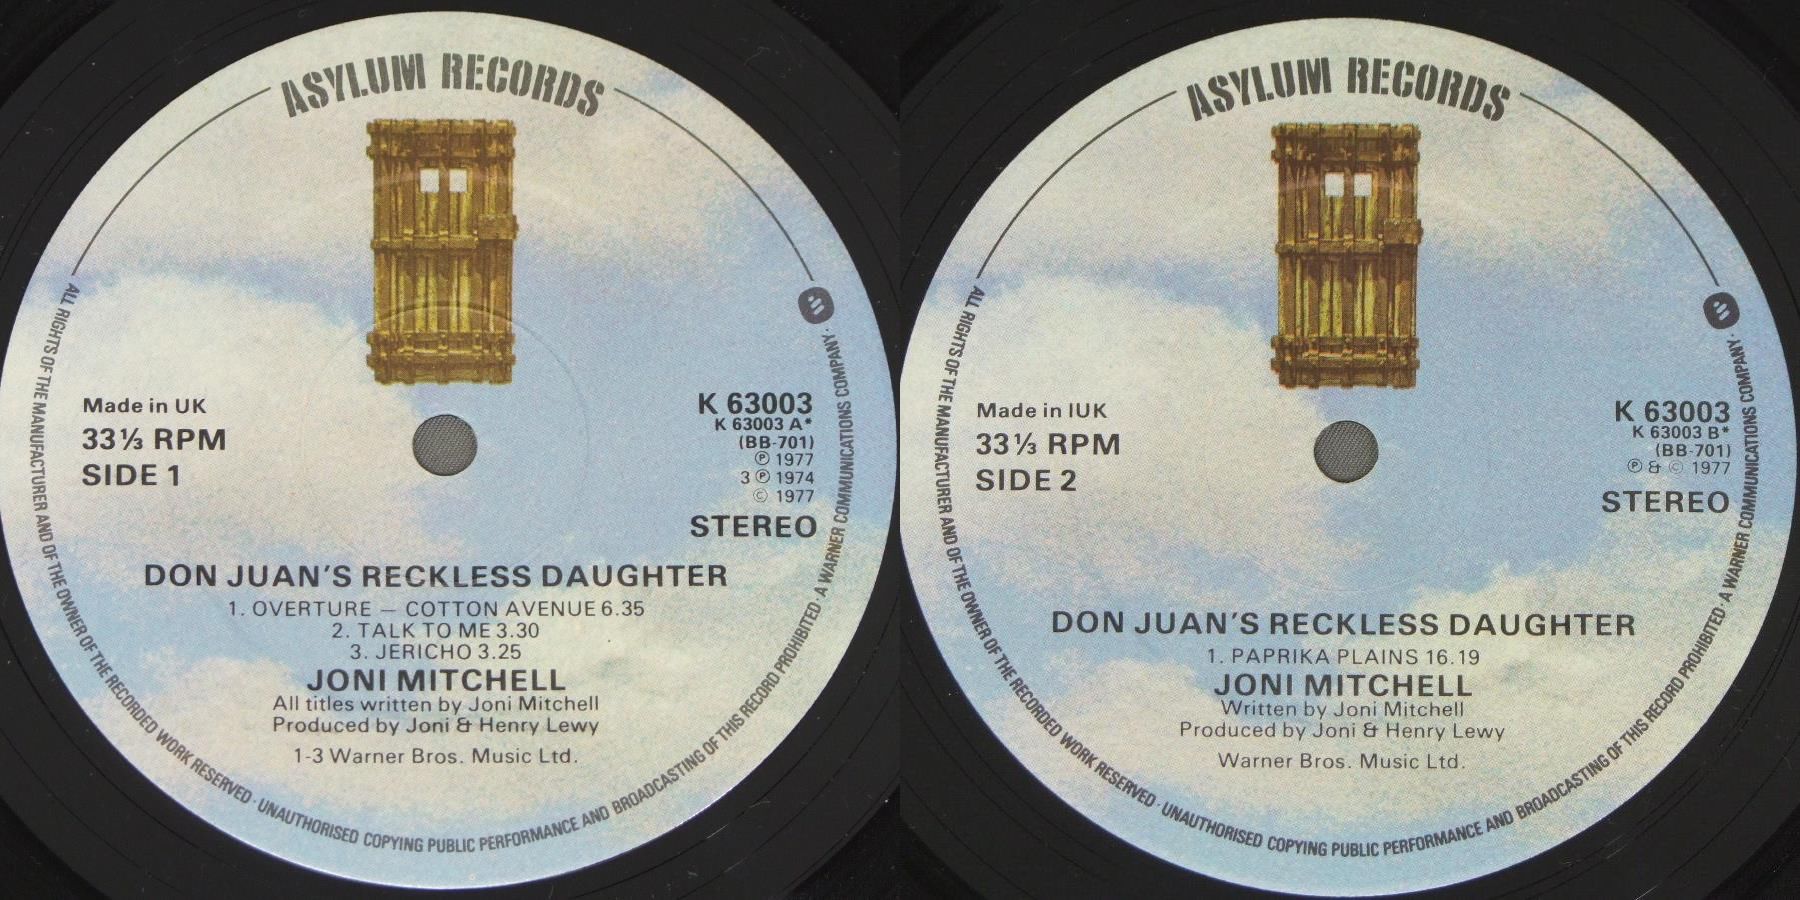 ASYLUM RECORDS
Made in UK
33⅓ RPM
SIDE 1
K 63003
K 63003 A*
(BB-701)
℗ 1977
3 ℗ 1974
© 1977
STEREO
DON JUAN'S RECKLESS DAUGHTER
1. OVERTURE — COTTON AVENUE 6.35
2. TALK TO ME 3.30
3. JERICHO 3.25
JONI MITCHELL
All titles written by Joni Mitchell
Produced by Joni & Henry Lewy
1-3 Warner Bros. Music Ltd.
ALL RIGHTS OF THE MANUFACTURER AND OF THE OWNER OF THE RECORDED WORK RESERVED · UNAUTHORISED COPYING PUBLIC PERFORMANCE AND BROADCASTING OF THIS RECORD PROHIBITED · A WARNER COMMUNICATIONS COMPANY ·
ASYLUM RECORDS
Made in IUK
33⅓ RPM
SIDE 2
K 63003
K 63003 B*
(BB-701)
℗ & © 1977
STEREO
DON JUAN'S RECKLESS DAUGHTER
1. PAPRIKA PLAINS 16.19
JONI MITCHELL
Written by Joni Mitchell
Produced by Joni & Henry Lewy
Warner Bros. Music Ltd.
ALL RIGHTS OF THE MANUFACTURER AND OF THE OWNER OF THE RECORDED WORK RESERVED · UNAUTHORISED COPYING PUBLIC PERFORMANCE AND BROADCASTING OF THIS RECORD PROHIBITED · A WARNER COMMUNICATIONS COMPANY ·